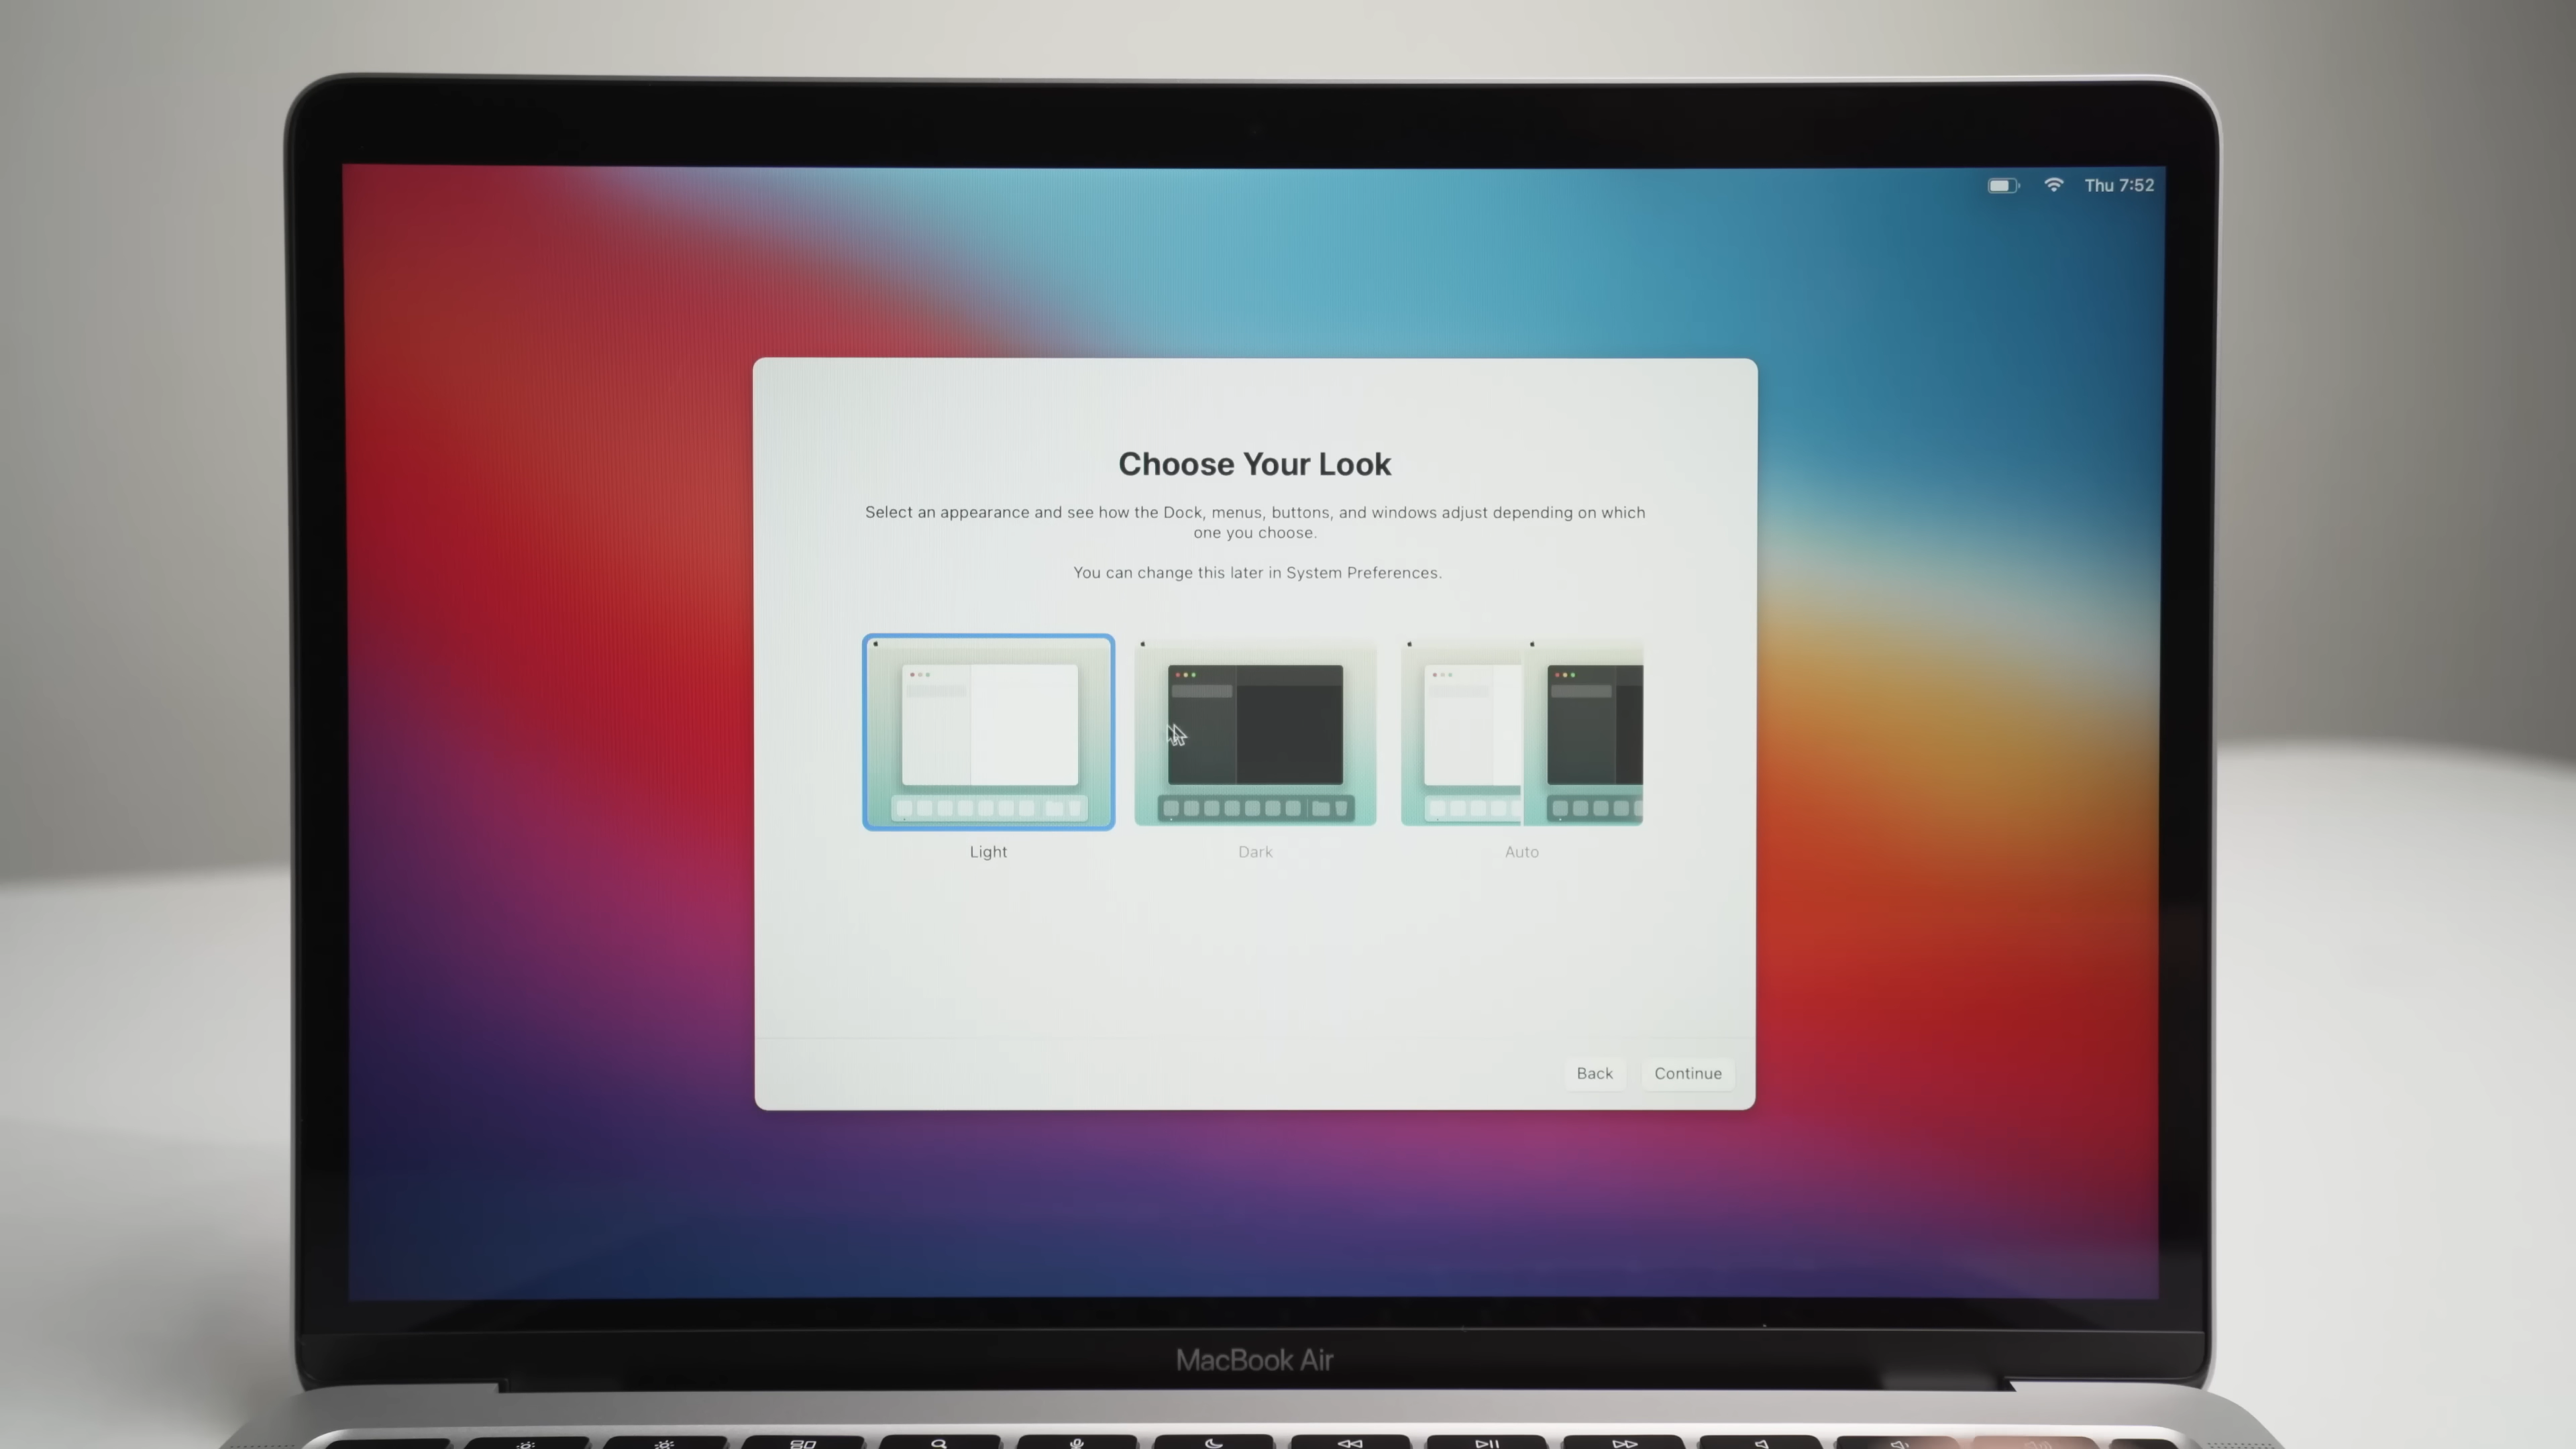 Thu 7:52
Choose Your Look
Select an appearance and see how the Dock, menus, buttons, and windows adjust depending on which
one you choose.
You can change this later in System Preferences.
Light
Dark
Auto
Back
Continue
MacBook Air